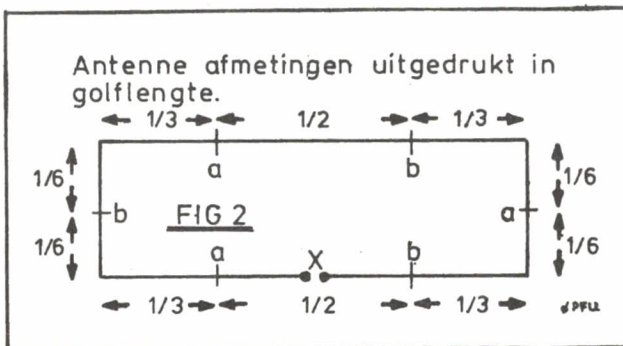 Antenne afmetingen uitgedrukt in
golflengte.
1/3 1/2 1/3
a b
1/6 1/6
b FIG 2 a
1/6 a X b 1/6
1/3 1/2 1/3